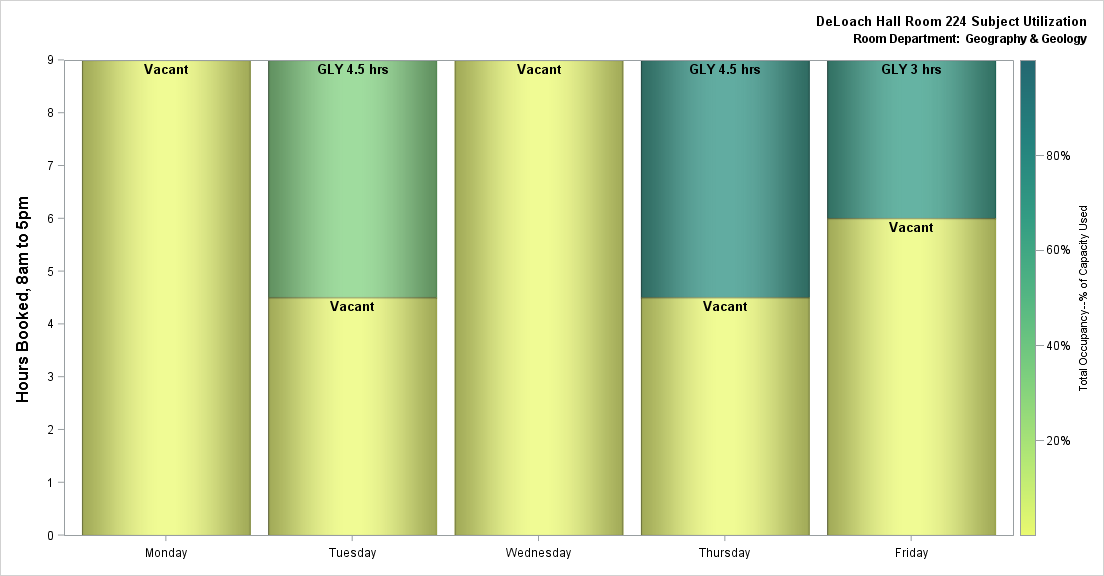 DeLoach Hall Room 224 Subject Utilization
Room Department:  Geography & Geology
Hours Booked, 8am to 5pm
9
8
7
6
5
4
3
2
1
0
Vacant
GLY 4.5 hrs
Vacant
Vacant
GLY 4.5 hrs
Vacant
GLY 3 hrs
Vacant
Monday
Tuesday
Wednesday
Thursday
Friday
80%
60%
40%
20%
Total Occupancy--% of Capacity Used